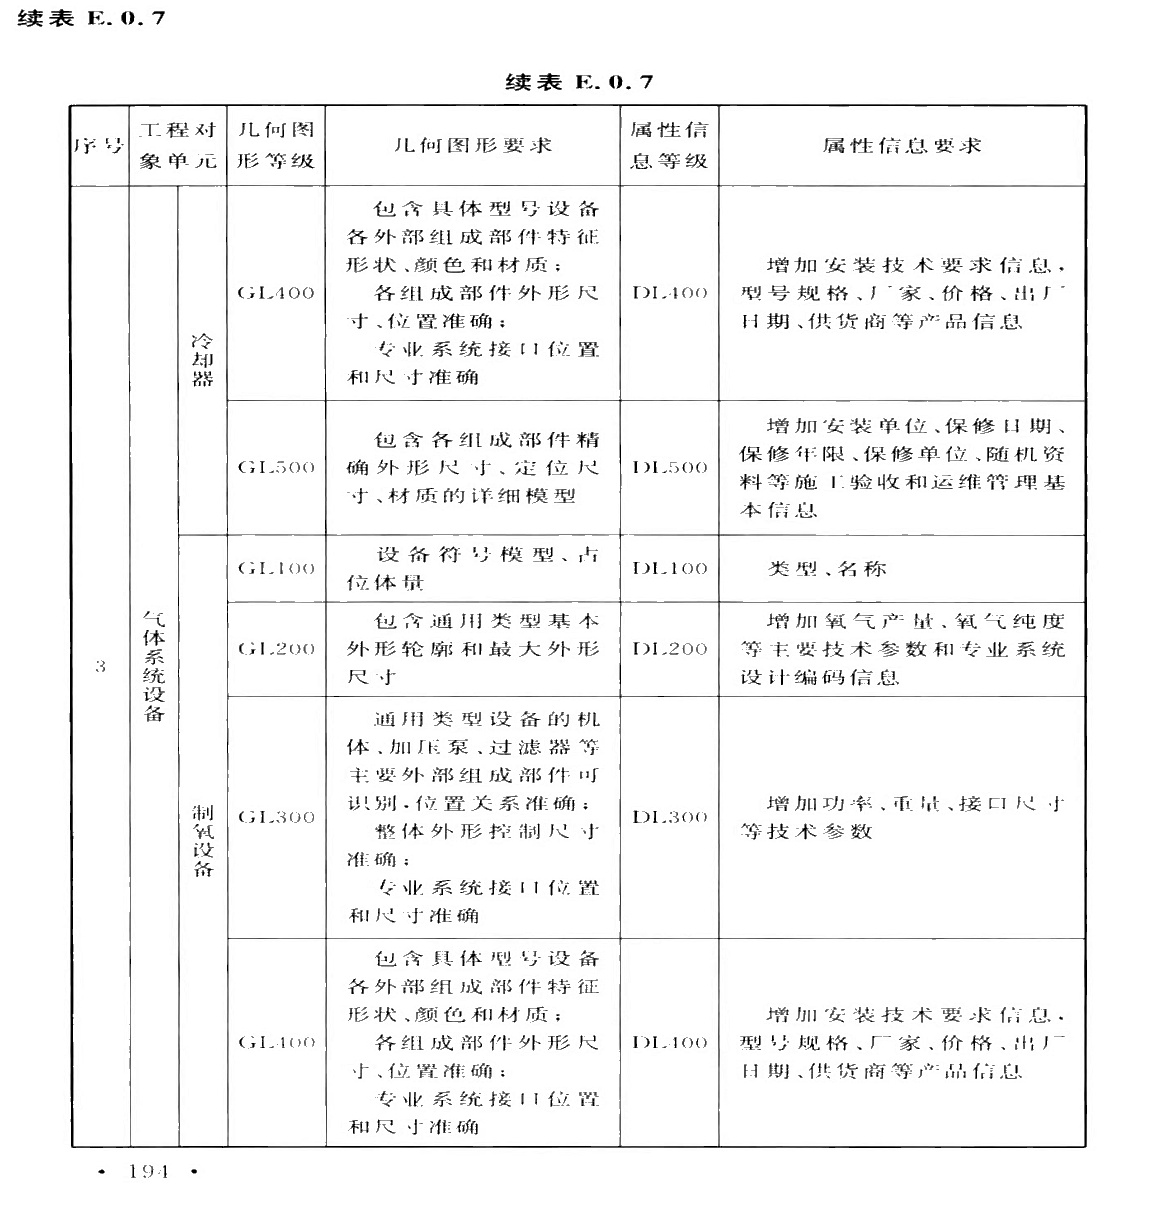 续表 E.0.7
续表 E.0.7
序号
工程对
象单元
几何图
形等级
几何图形要求
属性信
息等级
属性信息要求
3
气体系统设备
冷却器
GL400
包含具体型号设备
各外部组成部件特征
形状、颜色和材质；
各组成部件外形尺
寸、位置准确；
专业系统接口位置
和尺寸准确
DL400
增加安装技术要求信息，
型号规格、厂家、价格、出厂
日期、供货商等产品信息
GL500
包含各组成部件精
确外形尺寸、定位尺
寸、材质的详细模型
DL500
增加安装单位、保修日期、
保修年限、保修单位、随机资
料等施工验收和运维管理基
本信息
制氧设备
GL100
设备符号模型、占
位体量
DL100
类型、名称
GL200
包含通用类型基本
外形轮廓和最大外形
尺寸
DL200
增加氧气产量、氧气纯度
等主要技术参数和专业系统
设计编码信息
GL300
通用类型设备的机
体、加压泵、过滤器等
主要外部组成部件可
识别，位置关系准确；
整体外形控制尺寸
准确；
专业系统接口位置
和尺寸准确
DL300
增加功率、重量、接口尺寸
等技术参数
GL400
包含具体型号设备
各外部组成部件特征
形状、颜色和材质；
各组成部件外形尺
寸、位置准确；
专业系统接口位置
和尺寸准确
DL400
增加安装技术要求信息，
型号规格、厂家、价格、出厂
日期、供货商等产品信息
• 194 •